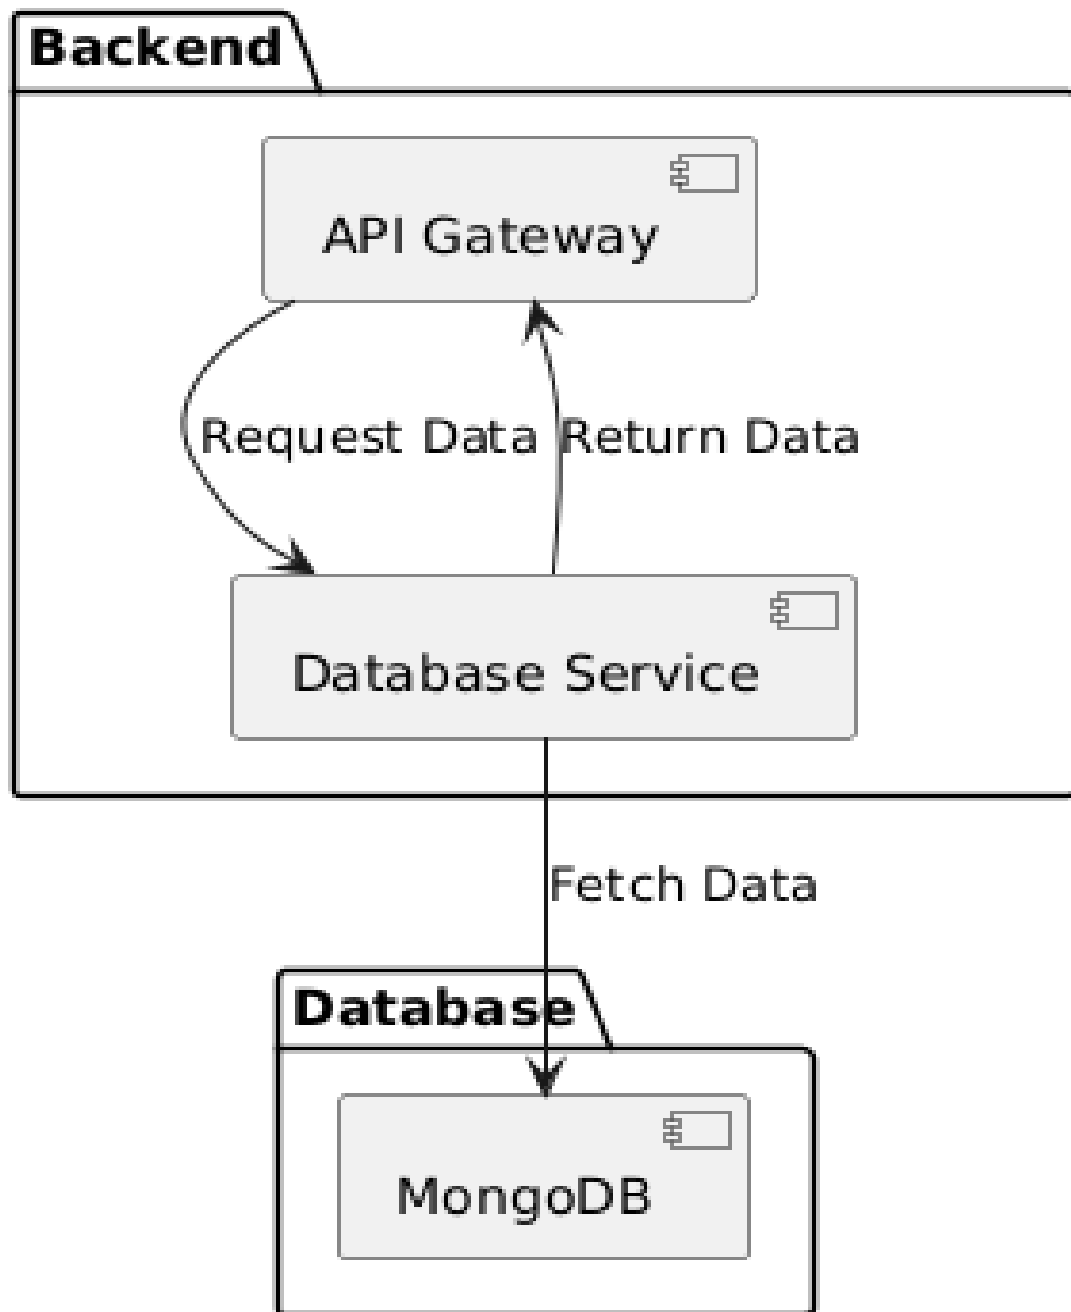 Backend
API Gateway
Request Data
Return Data
Database Service
Fetch Data
Database
MongoDB